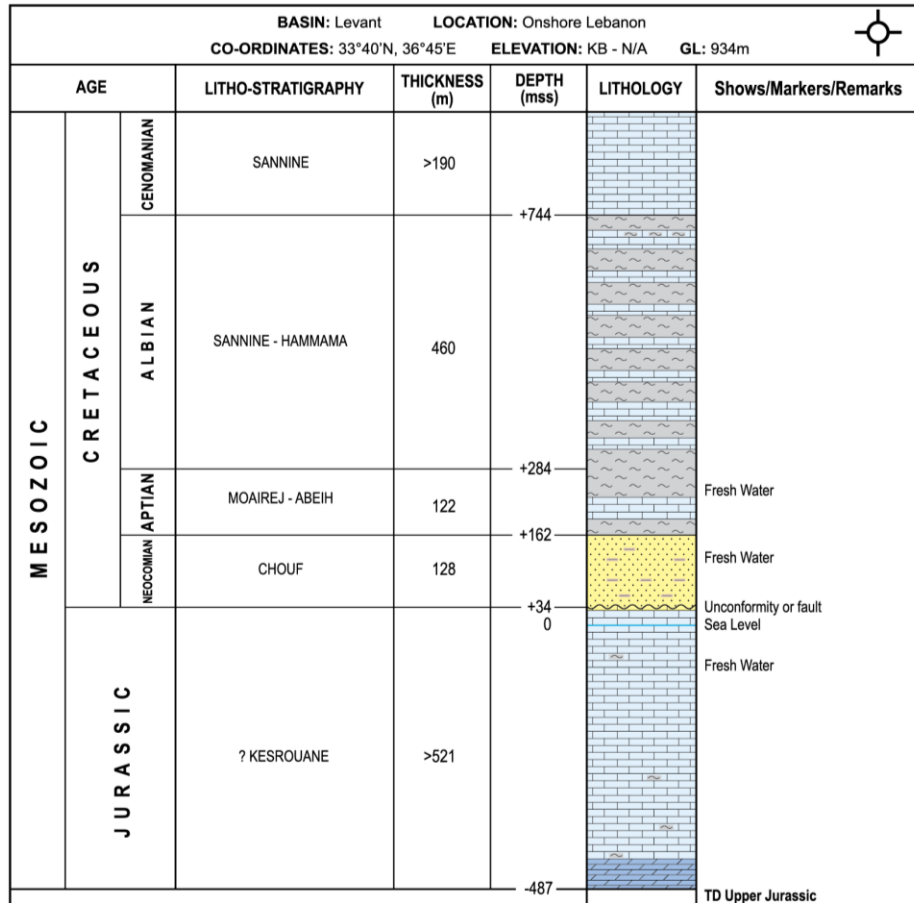 BASIN: Levant LOCATION: Onshore Lebanon
CO-ORDINATES: 33°40'N, 36°45'E ELEVATION: KB - N/A GL: 934m
AGE LITHO-STRATIGRAPHY THICKNESS (m) DEPTH (mss) LITHOLOGY Shows/Markers/Remarks
MESOZOIC
CRETACEOUS
CENOMANIAN SANNINE >190
+744
ALBIAN SANNINE - HAMMAMA 460
+284
APTIAN MOAIREJ - ABEIH 122 Fresh Water
+162
NEOCOMIAN CHOUF 128 Fresh Water
+34 Unconformity or fault
0 Sea Level
Fresh Water
JURASSIC ? KESROUANE >521
-487
TD Upper Jurassic